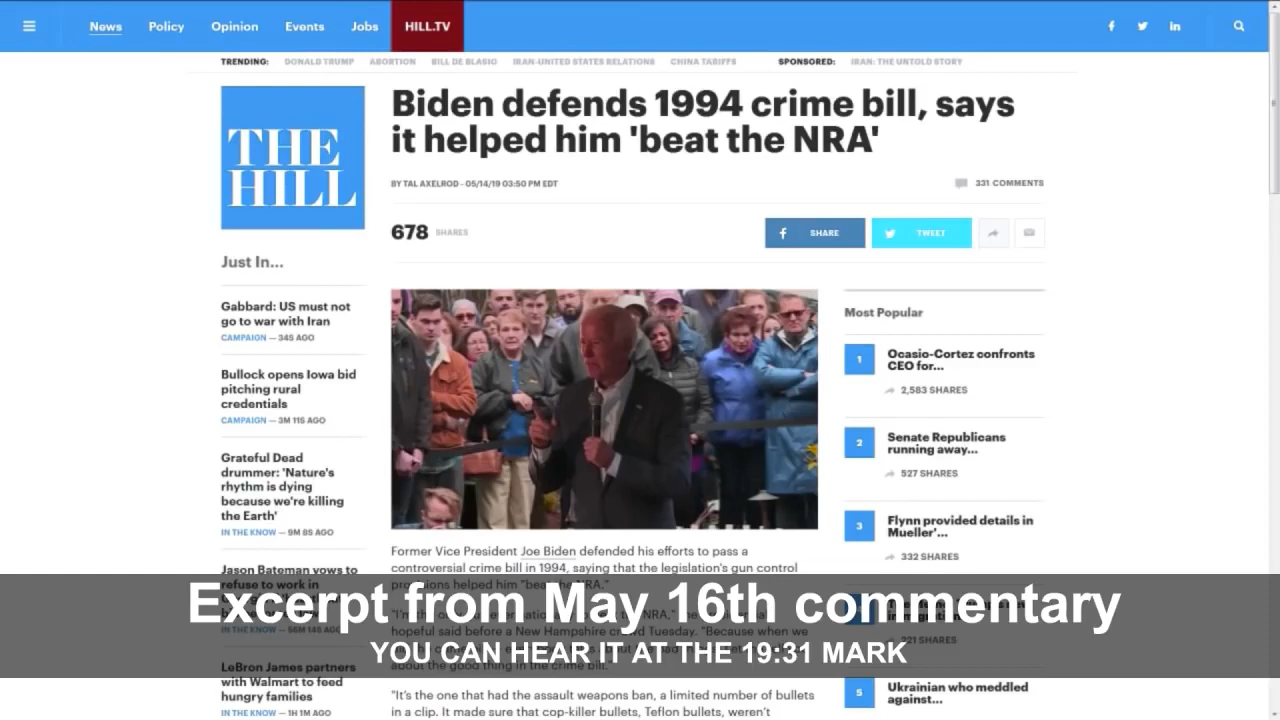 News
Policy
Opinion
Events
Jobs
HILL.TV
TRENDING: DONALD TRUMP ABORTION BILL DE BLASIO IRAN-UNITED STATES RELATIONS CHINA TARIFFS SPONSORED: IRAN: THE UNTOLD STORY
THE
HILL
Biden defends 1994 crime bill, says
it helped him 'beat the NRA'
BY TAL AXELROD - 05/14/19 03:50 PM EDT
331 COMMENTS
678 SHARES
SHARE
TWEET
Just In...
Gabbard: US must not
go to war with Iran
CAMPAIGN — 34S AGO
Bullock opens Iowa bid
pitching rural
credentials
CAMPAIGN — 3M 11S AGO
Grateful Dead
drummer: 'Nature's
rhythm is dying
because we're killing
the Earth'
IN THE KNOW — 9M 8S AGO
Jason Bateman vows to
refuse to work in
IN THE KNOW
LeBron James partners
with Walmart to feed
hungry families
IN THE KNOW — 1H 1M AGO
Former Vice President Joe Biden defended his efforts to pass a
controversial crime bill in 1994, saying that the legislation's gun control
helped him "beat the NRA."
NRA,"
hopeful said before a New Hampshire crowd Tuesday. "Because when we
about the good thing in the crime bill."
"It's the one that had the assault weapons ban, a limited number of bullets
in a clip. It made sure that cop-killer bullets, Teflon bullets, weren't
Most Popular
1
Ocasio-Cortez confronts
CEO for...
2,583 SHARES
2
Senate Republicans
running away...
527 SHARES
3
Flynn provided details in
Mueller'...
332 SHARES
221 SHARES
5
Ukrainian who meddled
against...
Excerpt from May 16th commentary
YOU CAN HEAR IT AT THE 19:31 MARK